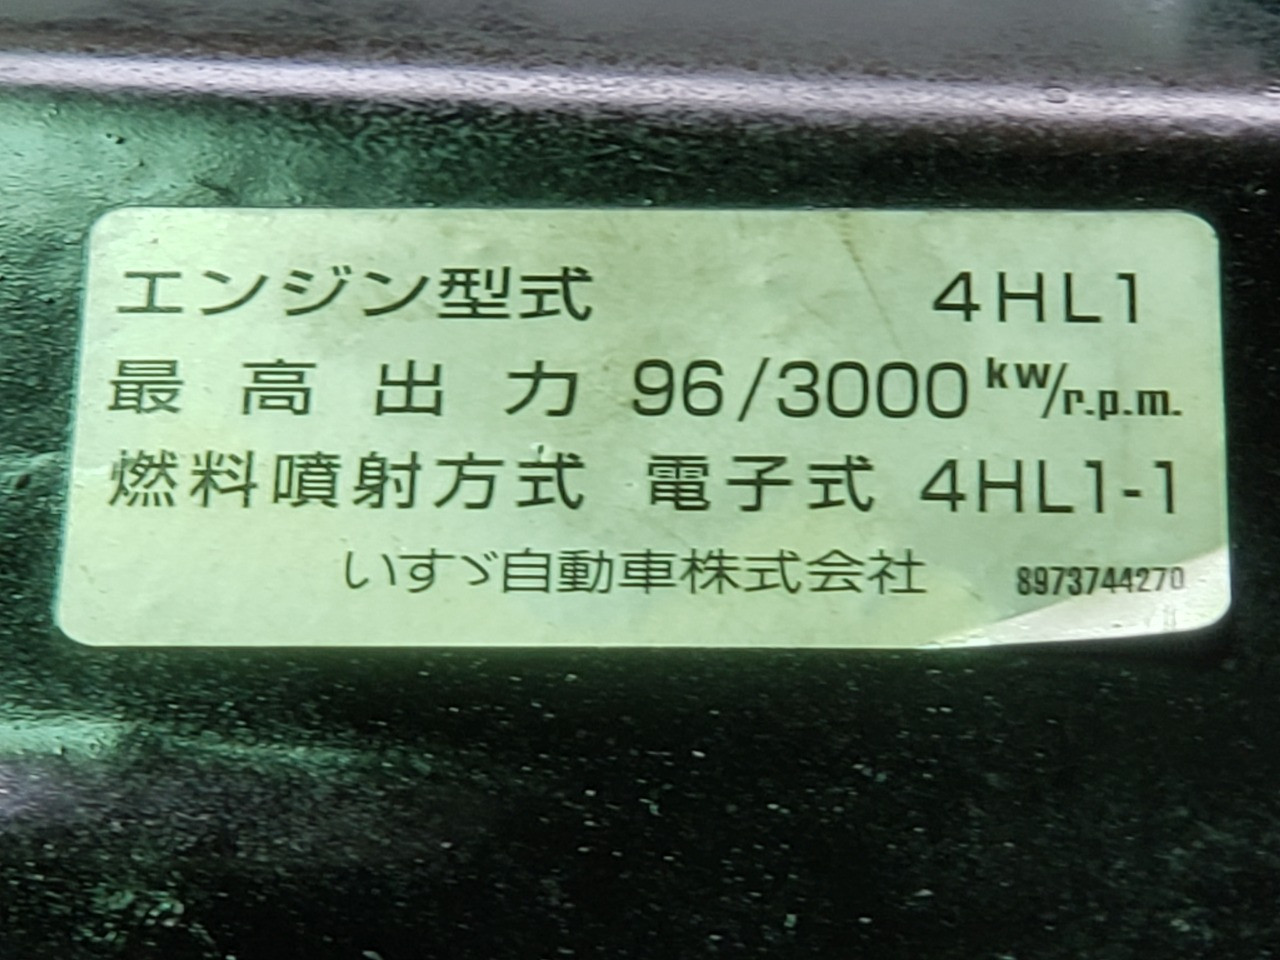 エンジン型式 4HL1
最高出力 96/3000 kw/r.p.m.
燃料噴射方式 電子式 4HL1-1
いすゞ自動車株式会社 8973744270